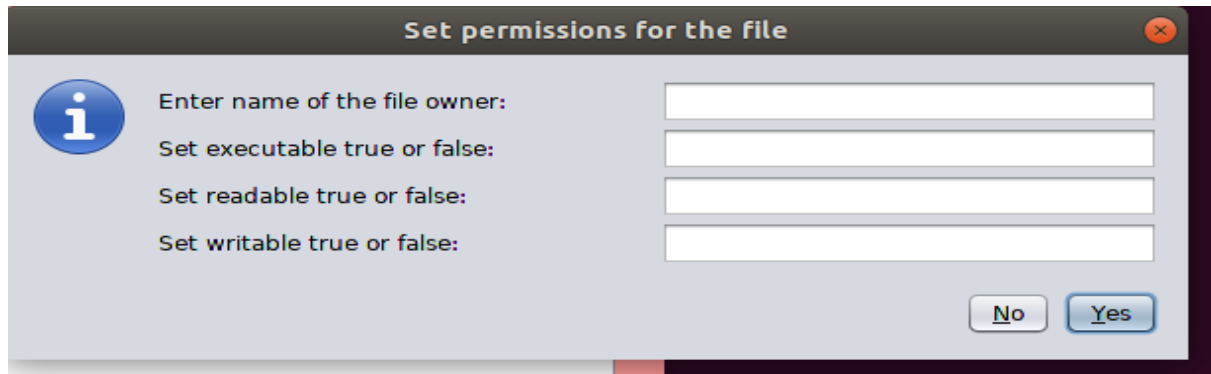 Set permissions for the file
Enter name of the file owner:
Set executable true or false:
Set readable true or false:
Set writable true or false:
No Yes